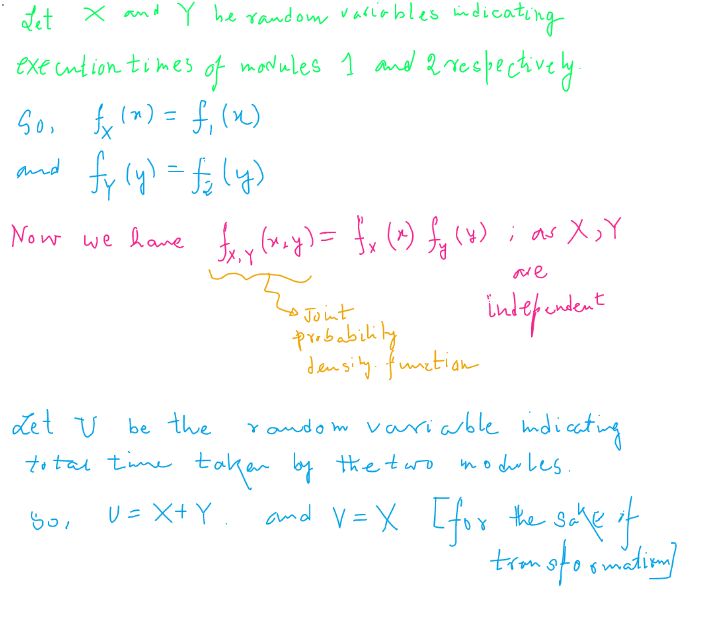 Let X and Y be random variables indicating
execution times of modules 1 and 2 respectively.
So, f_X (x) = f_1 (x)
and f_Y (y) = f_2 (y)
Now we have f_{X,Y} (x,y) = f_X (x) f_y (y) ; as X, Y
are
independent
Joint
probability
density function
Let U be the random variable indicating
total time taken by the two modules.
So, U = X+Y. and V = X [for the sake of
transformation]